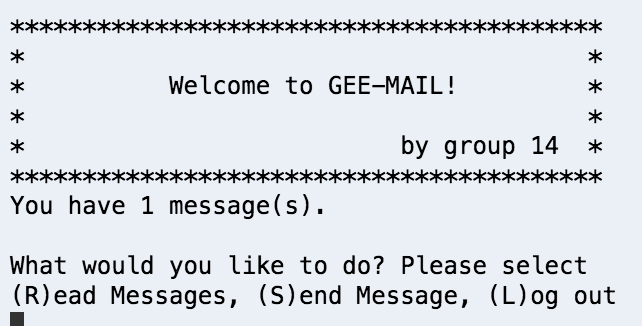 *****************************************
*                                       *
*          Welcome to GEE-MAIL!         *
*                                       *
*                          by group 14  *
*****************************************
You have 1 message(s).

What would you like to do? Please select
(R)ead Messages, (S)end Message, (L)og out